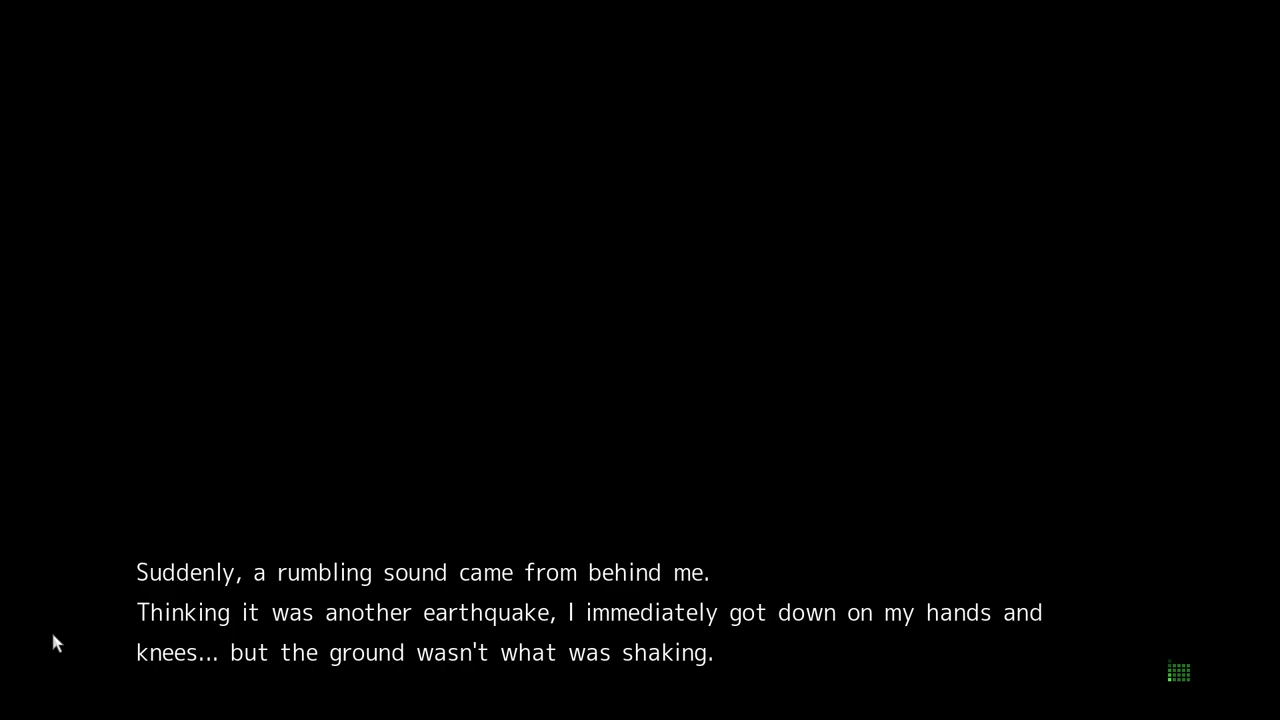 Suddenly, a rumbling sound came from behind me.
Thinking it was another earthquake, I immediately got down on my hands and
knees... but the ground wasn't what was shaking.